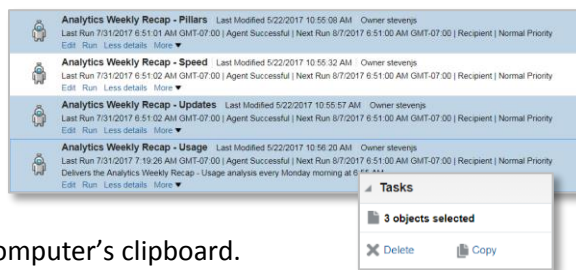 Analytics Weekly Recap - Pillars Last Modified 5/22/2017 10:55:08 AM Owner stevenjs
Last Run 7/31/2017 6:51:01 AM GMT-07:00 | Agent Successful | Next Run 8/7/2017 6:51:00 AM GMT-07:00 | Recipient | Normal Priority
Edit Run Less details More ▼
Analytics Weekly Recap - Speed Last Modified 5/22/2017 10:55:32 AM Owner stevenjs
Last Run 7/31/2017 6:51:02 AM GMT-07:00 | Agent Successful | Next Run 8/7/2017 6:51:00 AM GMT-07:00 | Recipient | Normal Priority
Edit Run Less details More ▼
Analytics Weekly Recap - Updates Last Modified 5/22/2017 10:55:57 AM Owner stevenjs
Last Run 7/31/2017 6:51:02 AM GMT-07:00 | Agent Successful | Next Run 8/7/2017 6:51:00 AM GMT-07:00 | Recipient | Normal Priority
Edit Run Less details More ▼
Analytics Weekly Recap - Usage Last Modified 5/22/2017 10:56:20 AM Owner stevenjs
Last Run 7/31/2017 7:19:26 AM GMT-07:00 | Agent Successful | Next Run 8/7/2017 6:51:00 AM GMT-07:00 | Recipient | Normal Priority
Delivers the Analytics Weekly Recap - Usage analysis every Monday morning at
Edit Run Less details More ▼
Tasks
3 objects selected
Delete Copy
omputer’s clipboard.